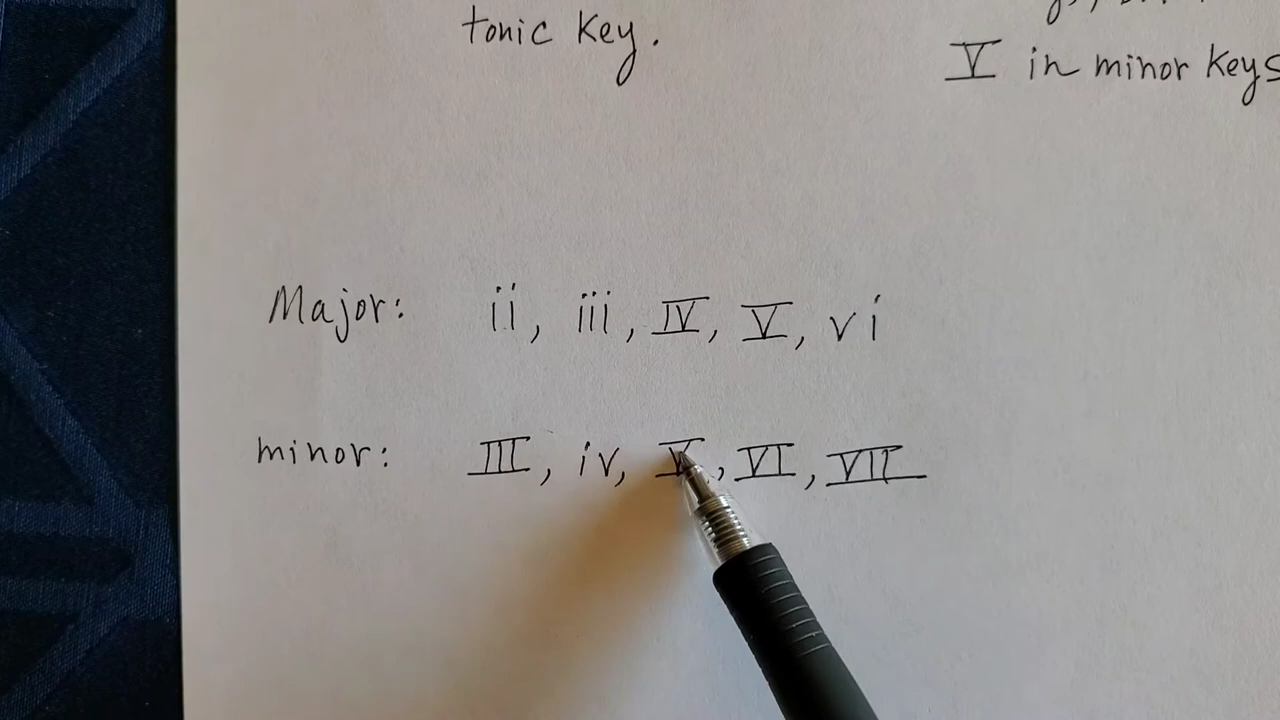 tonic key.
V in minor keys
Major: ii, iii, IV, V, vi
minor: III, iv, V, VI, VII